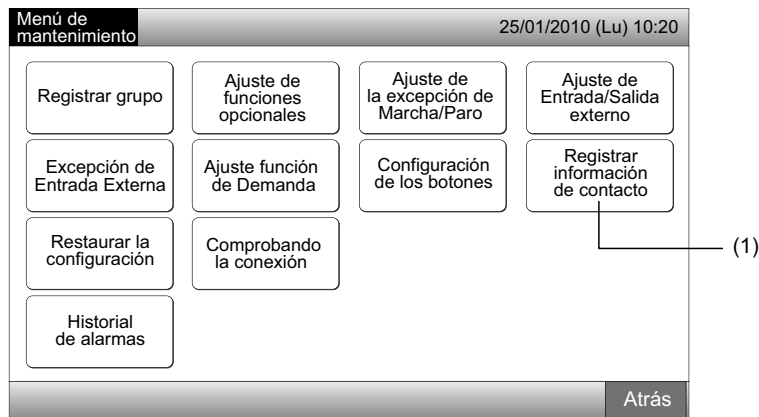 Menú de
mantenimiento
25/01/2010 (Lu) 10:20
Registrar grupo
Ajuste de
funciones
opcionales
Ajuste de
la excepción de
Marcha/Paro
Ajuste de
Entrada/Salida
externo
Excepción de
Entrada Externa
Ajuste función
de Demanda
Configuración
de los botones
Registrar
información
de contacto
(1)
Restaurar la
configuración
Comprobando
la conexión
Historial
de alarmas
Atrás